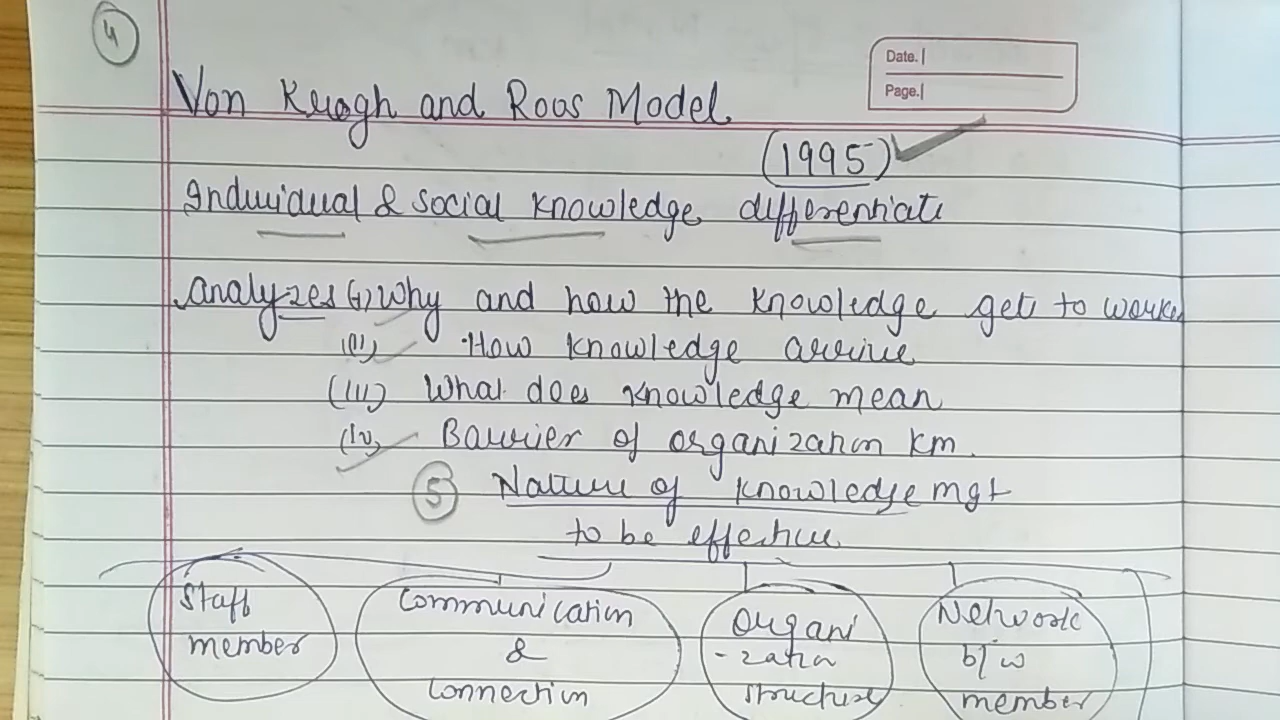 4
Date.
Page.
Von Krogh and Roos Model
(1995)
Individual & social knowledge differentiate
Analyzes (i) Why and how the knowledge get to worker
(ii) How knowledge arrive
(iii) What does knowledge mean
(iv) Barrier of organization KM.
5 Nature of knowledge mgt
to be effective
Staff
member
Communication
&
Connection
Organi
-zation
structure
Network
b/w
member